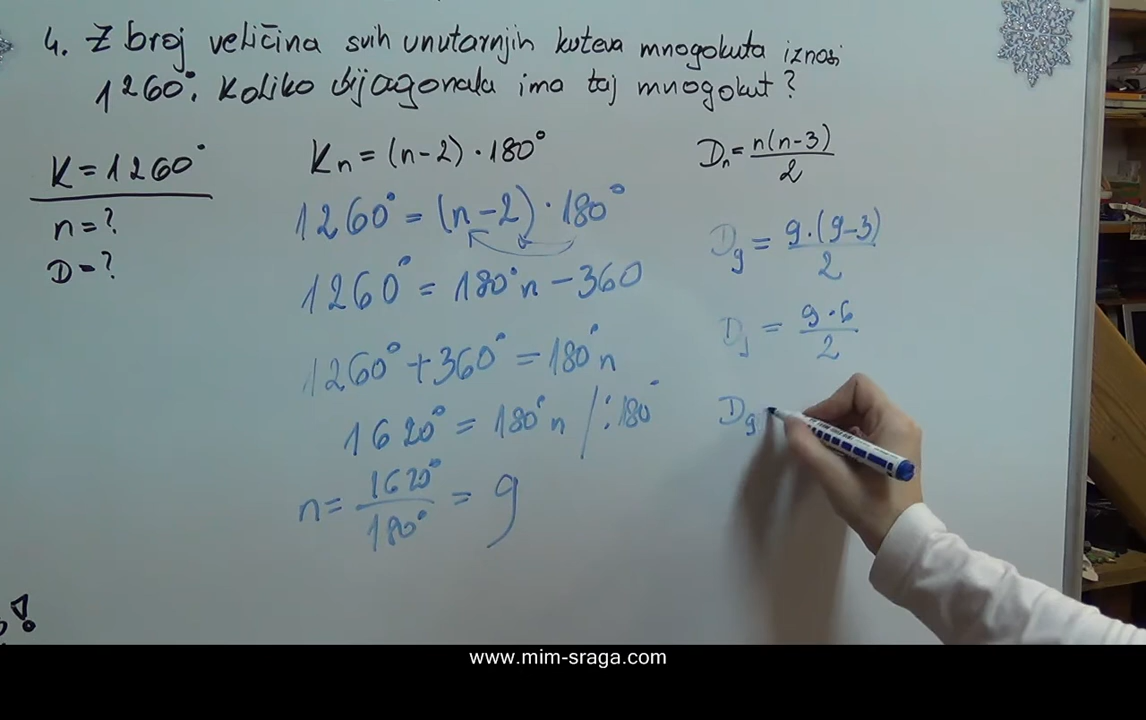 4. Zbroj veličina svih unutarnjih kuteva mnogokuta iznosi
1260°. Koliko dijagonala ima taj mnogokut?
K = 1260°
n = ?
D = ?
Kn = (n-2) · 180°
1260° = (n-2) · 180°
1260° = 180°n - 360
1260° + 360° = 180°n
1620° = 180°n /:180°
n = 1620°/180° = 9
Dn = n(n-3)/2
D9 = 9·(9-3)/2
D9 = 9·6/2
D9
!
www.mim-sraga.com